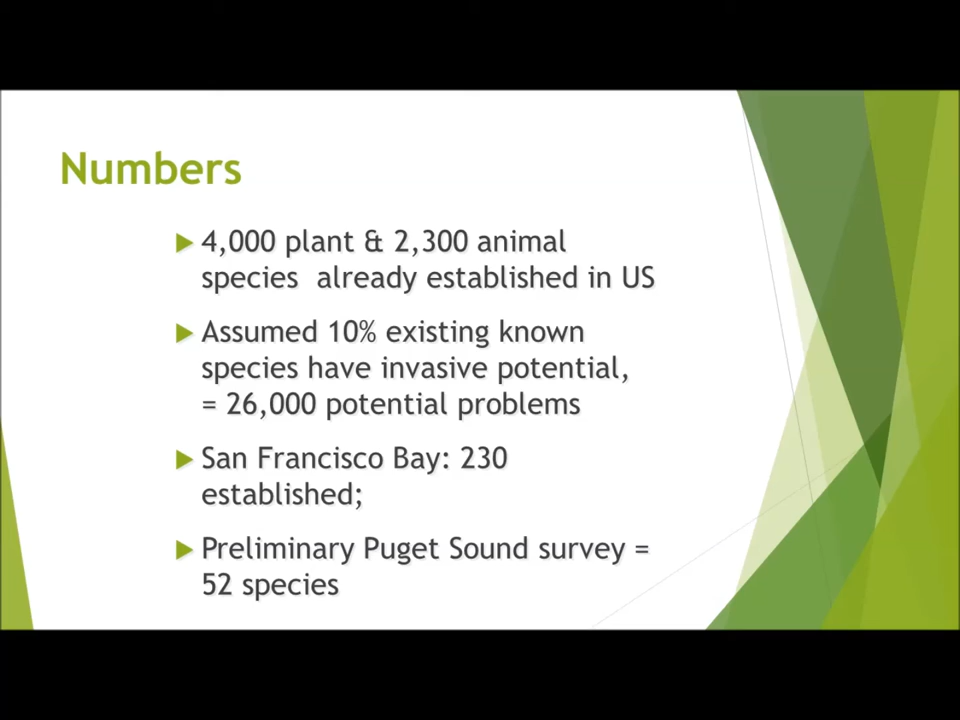 Numbers
4,000 plant & 2,300 animal
species  already established in US
Assumed 10% existing known
species have invasive potential,
= 26,000 potential problems
San Francisco Bay: 230
established;
Preliminary Puget Sound survey =
52 species